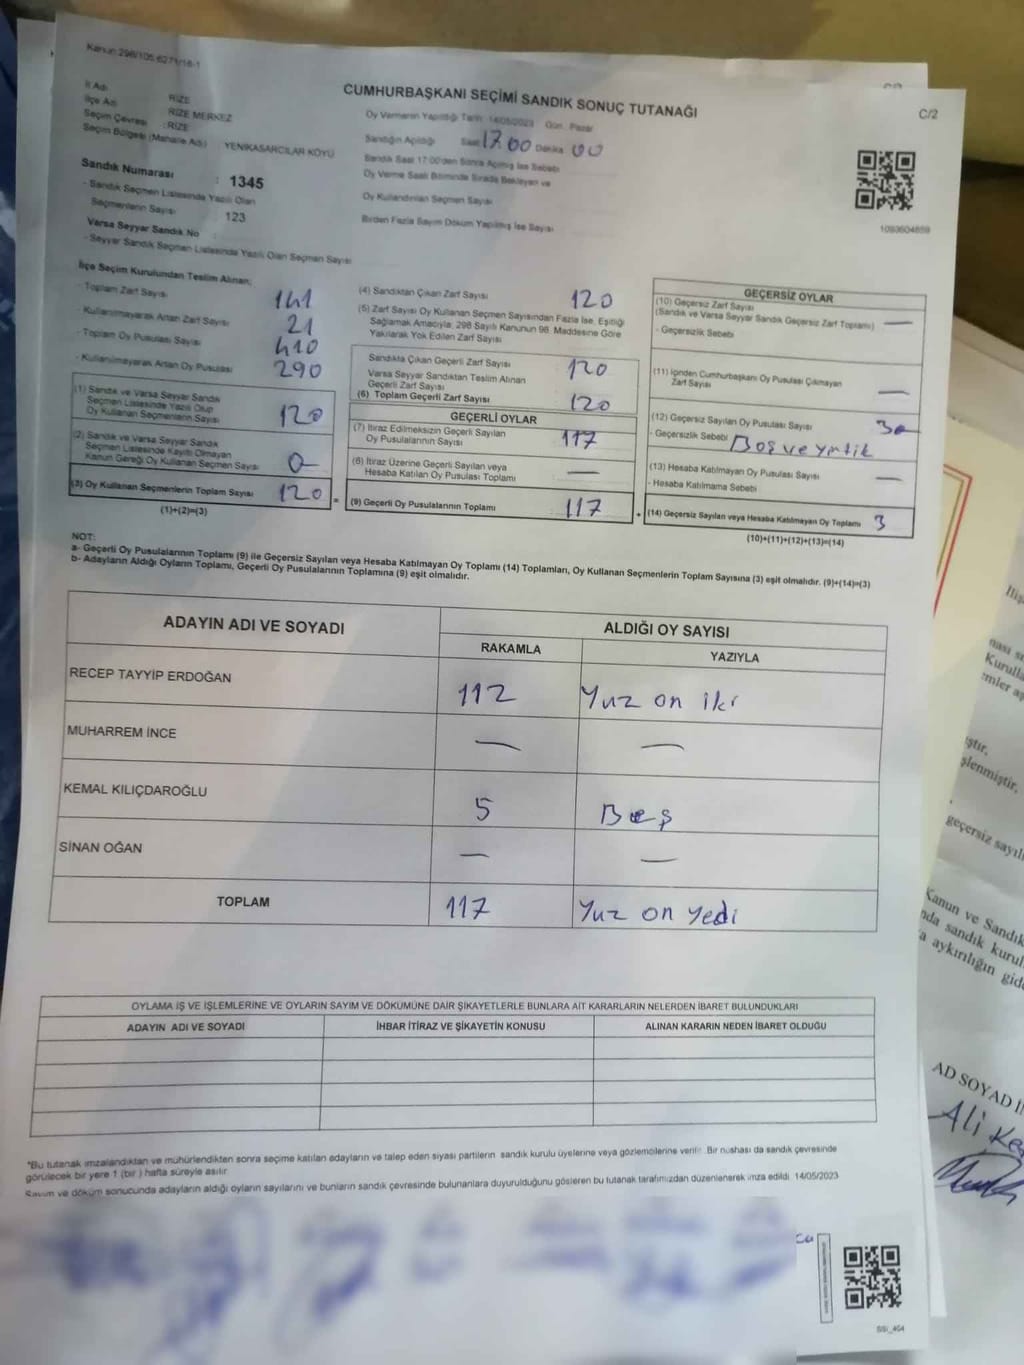 Kanun 298/105 6271/16-1
CUMHURBAŞKANI SEÇİMİ SANDIK SONUÇ TUTANAĞI
C/2
İl Adı : RİZE
İlçe Adı : RİZE MERKEZ
Seçim Çevresi : RİZE
Seçim Bölgesi (Mahalle Adı) YENİKASARCILAR KÖYÜ
Sandık Numarası : 1345
- Sandık Seçmen Listesinde Yazılı Olan
Seçmenlerin Sayısı 123
Varsa Seyyar Sandık No
- Seyyar Sandık Seçmen Listesinde Yazılı Olan Seçmen Sayısı
Oy Vermenin Yapıldığı Tarih: 14/05/2023 Gün: Pazar
Sandığın Açıldığı Saat 17.00 Dakika 00
Sandık Saat 17:00'den Sonra Açılmış İse Sebebi
Oy Verme Saati Bitiminde Sırada Bekleyen ve
Oy Kullandırılan Seçmen Sayısı
Birden Fazla Sayım Döküm Yapılmış İse Sayısı
1093604859
İlçe Seçim Kurulundan Teslim Alınan;
- Toplam Zarf Sayısı 141
- Kullanılmayarak Artan Zarf Sayısı 21
- Toplam Oy Pusulası Sayısı 410
- Kullanılmayarak Artan Oy Pusulası 290
(1) Sandık ve Varsa Seyyar Sandık
Seçmen Listesinde Yazılı Olup
Oy Kullanan Seçmenlerin Sayısı 120
(2) Sandık ve Varsa Seyyar Sandık
Seçmen Listesinde Kayıtlı Olmayan
Kanun Gereği Oy Kullanan Seçmen Sayısı 0
(3) Oy Kullanan Seçmenlerin Toplam Sayısı 120 =
(1)+(2)=(3)
(4) Sandıktan Çıkan Zarf Sayısı 120
(5) Zarf Sayısı Oy Kullanan Seçmen Sayısından Fazla İse, Eşitliği
Sağlamak Amacıyla, 298 Sayılı Kanunun 98. Maddesine Göre
Yakılarak Yok Edilen Zarf Sayısı
Sandıkta Çıkan Geçerli Zarf Sayısı 120
Varsa Seyyar Sandıktan Teslim Alınan
Geçerli Zarf Sayısı
(6) Toplam Geçerli Zarf Sayısı 120
GEÇERLİ OYLAR
(7) İtiraz Edilmeksizin Geçerli Sayılan
Oy Pusulalarının Sayısı 117
(8) İtiraz Üzerine Geçerli Sayılan veya
Hesaba Katılan Oy Pusulası Toplamı —
(9) Geçerli Oy Pusulalarının Toplamı 117 +
GEÇERSİZ OYLAR
(10) Geçersiz Zarf Sayısı
(Sandık ve Varsa Seyyar Sandık Geçersiz Zarf Toplamı) —
- Geçersizlik Sebebi
(11) İçinden Cumhurbaşkanı Oy Pusulası Çıkmayan
Zarf Sayısı —
(12) Geçersiz Sayılan Oy Pusulası Sayısı 3
- Geçersizlik Sebebi Boş ve yırtık
(13) Hesaba Katılmayan Oy Pusulası Sayısı —
- Hesaba Katılmama Sebebi
(14) Geçersiz Sayılan veya Hesaba Katılmayan Oy Toplamı 3
(10)+(11)+(12)+(13)=(14)
NOT:
a- Geçerli Oy Pusulalarının Toplamı (9) ile Geçersiz Sayılan veya Hesaba Katılmayan Oy Toplamı (14) Toplamları, Oy Kullanan Seçmenlerin Toplam Sayısına (3) eşit olmalıdır. (9)+(14)=(3)
b- Adayların Aldığı Oyların Toplamı, Geçerli Oy Pusulalarının Toplamına (9) eşit olmalıdır.
ADAYIN ADI VE SOYADI
ALDIĞI OY SAYISI
RAKAMLA YAZIYLA
RECEP TAYYİP ERDOĞAN 112 Yuz on iki
MUHARREM İNCE — —
KEMAL KILIÇDAROĞLU 5 Beş
SİNAN OĞAN — —
TOPLAM 117 Yuz on yedi
OYLAMA İŞ VE İŞLEMLERİNE VE OYLARIN SAYIM VE DÖKÜMÜNE DAİR ŞİKAYETLERLE BUNLARA AİT KARARLARIN NELERDEN İBARET BULUNDUKLARI
ADAYIN ADI VE SOYADI İHBAR İTİRAZ VE ŞİKAYETİN KONUSU ALINAN KARARIN NEDEN İBARET OLDUĞU
*Bu tutanak imzalandıktan ve mühürlendikten sonra seçime katılan adayların ve talep eden siyasi partilerin sandık kurulu üyelerine veya gözlemcilerine verilir. Bir nüshası da sandık çevresinde
görülecek bir yere 1 (bir) hafta süreyle asılır
Sayım ve döküm sonucunda adayların aldığı oyların sayılarını ve bunların sandık çevresinde bulunanlara duyurulduğunu gösteren bu tutanak tarafımızdan düzenlenerek imza edildi. 14/05/2023
SSI_464
Kurulla
emler
ştir,
şlenmiştir,
geçersiz sayıl
Kanun ve Sandık
nda sandık kurul
a aykırılığın gid
AD SOYAD İ
Ali